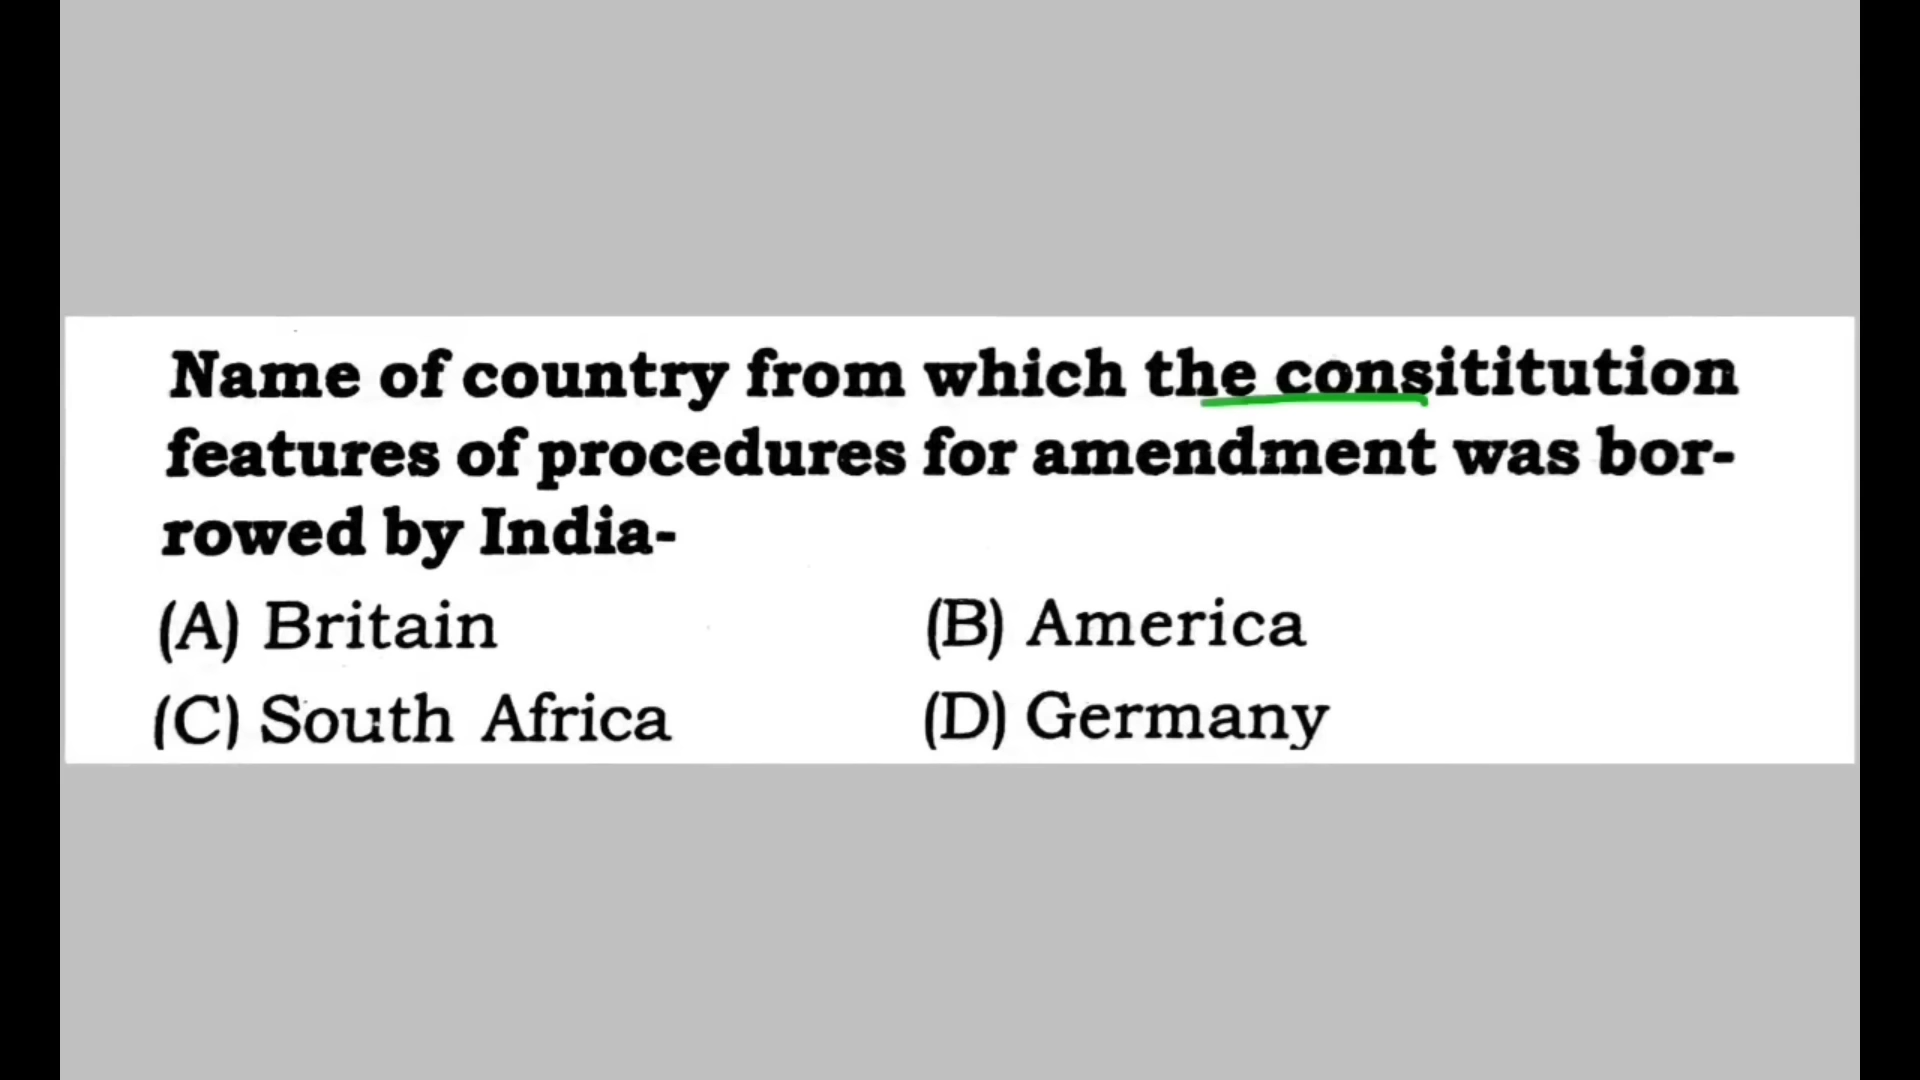 Name of country from which the consititution
features of procedures for amendment was bor-
rowed by India-
(A) Britain (B) America
(C) South Africa (D) Germany